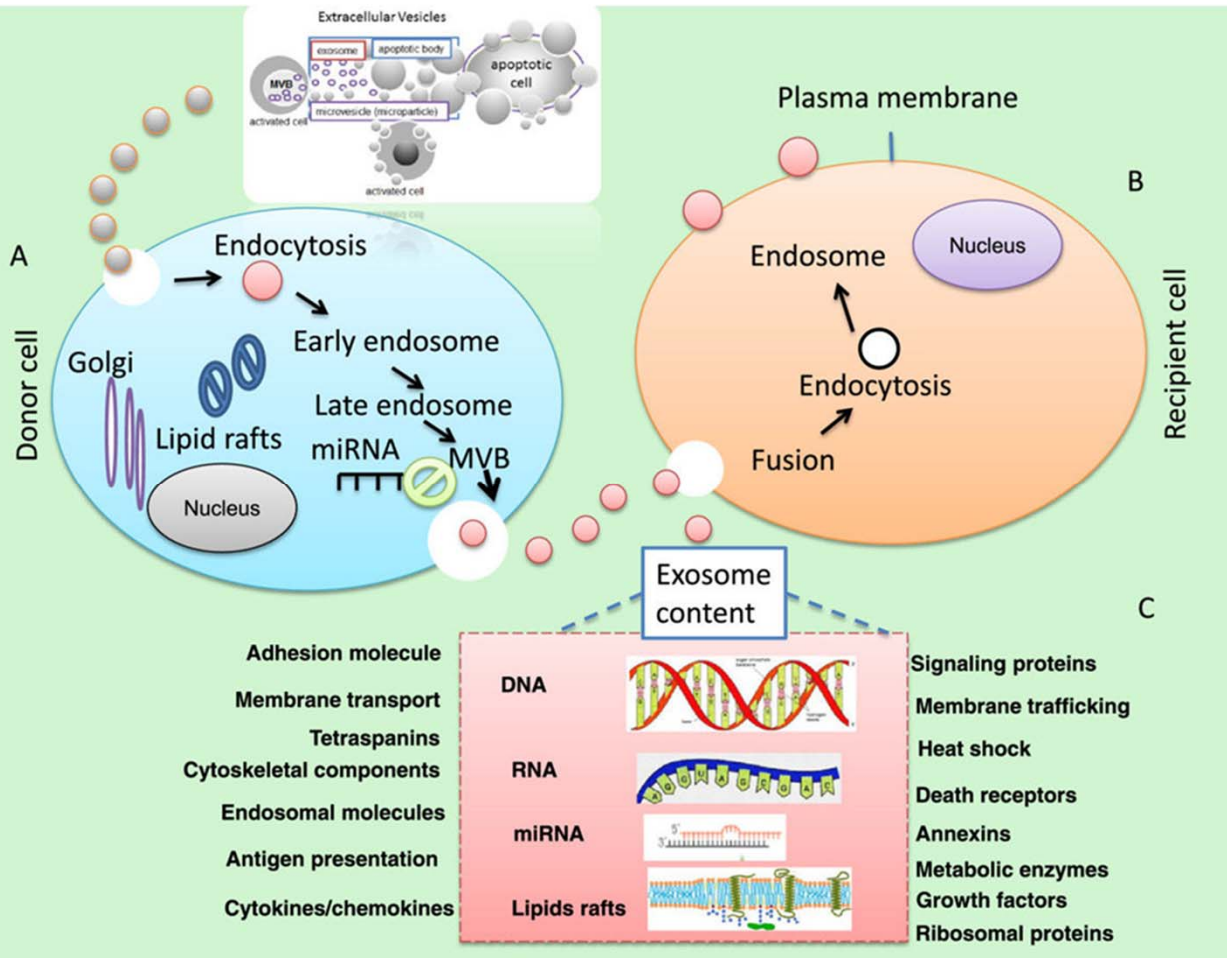 Extracellular Vesicles
exosome
apoptotic body
MVB
apoptotic
cell
activated cell
microvesicle (microparticle)
activated cell
A
Donor cell
Endocytosis
Early endosome
Golgi
Late endosome
Lipid rafts
miRNA
MVB
Nucleus
Plasma membrane
B
Recipient cell
Nucleus
Endosome
Endocytosis
Fusion
C
Exosome
content
Adhesion molecule
Membrane transport
Tetraspanins
Cytoskeletal components
Endosomal molecules
Antigen presentation
Cytokines/chemokines
DNA
RNA
A G G U A G C G A C
miRNA
5'
3'
Lipids rafts
Signaling proteins
Membrane trafficking
Heat shock
Death receptors
Annexins
Metabolic enzymes
Growth factors
Ribosomal proteins